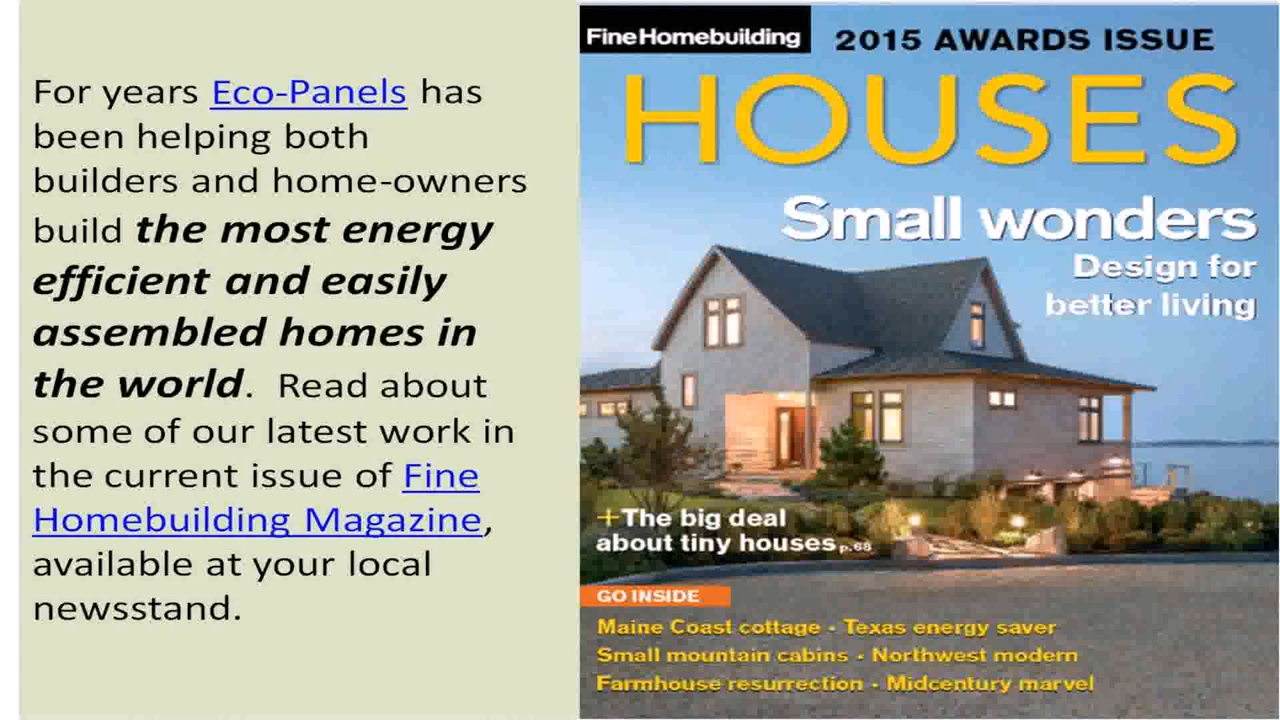 For years Eco-Panels has
been helping both
builders and home-owners
build the most energy
efficient and easily
assembled homes in
the world. Read about
some of our latest work in
the current issue of Fine
Homebuilding Magazine,
available at your local
newsstand.
FineHomebuilding
2015 AWARDS ISSUE
HOUSES
Small wonders
Design for
better living
+The big deal
about tiny houses p.68
GO INSIDE
Maine Coast cottage • Texas energy saver
Small mountain cabins • Northwest modern
Farmhouse resurrection • Midcentury marvel